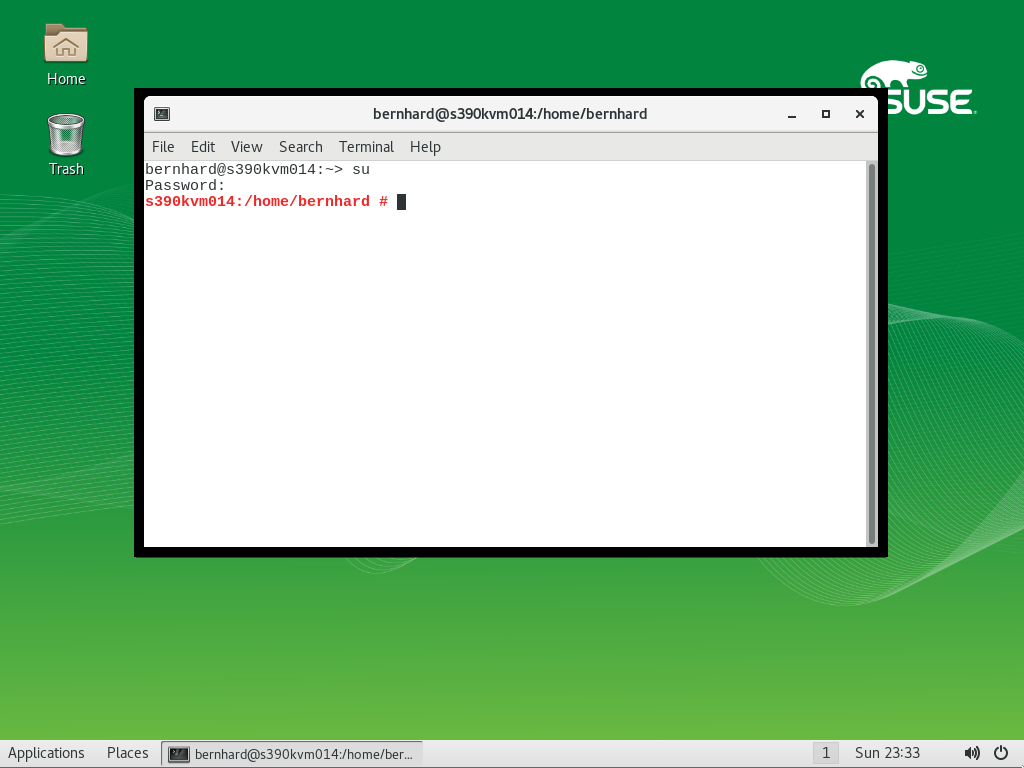 Home
Trash
SUSE
bernhard@s390kvm014:/home/bernhard
File Edit View Search Terminal Help
bernhard@s390kvm014:~> su
Password:
s390kvm014:/home/bernhard #
Applications Places bernhard@s390kvm014:/home/ber... 1 Sun 23:33